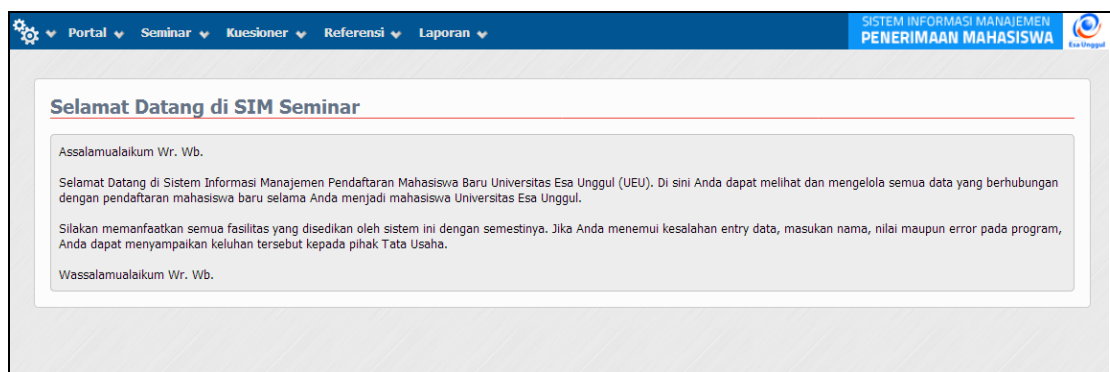 Portal Seminar Kuesioner Referensi Laporan
SISTEM INFORMASI MANAJEMEN
PENERIMAAN MAHASISWA
Esa Unggul
Selamat Datang di SIM Seminar
Assalamualaikum Wr. Wb.
Selamat Datang di Sistem Informasi Manajemen Pendaftaran Mahasiswa Baru Universitas Esa Unggul (UEU). Di sini Anda dapat melihat dan mengelola semua data yang berhubungan
dengan pendaftaran mahasiswa baru selama Anda menjadi mahasiswa Universitas Esa Unggul.
Silakan memanfaatkan semua fasilitas yang disedikan oleh sistem ini dengan semestinya. Jika Anda menemui kesalahan entry data, masukan nama, nilai maupun error pada program,
Anda dapat menyampaikan keluhan tersebut kepada pihak Tata Usaha.
Wassalamualaikum Wr. Wb.